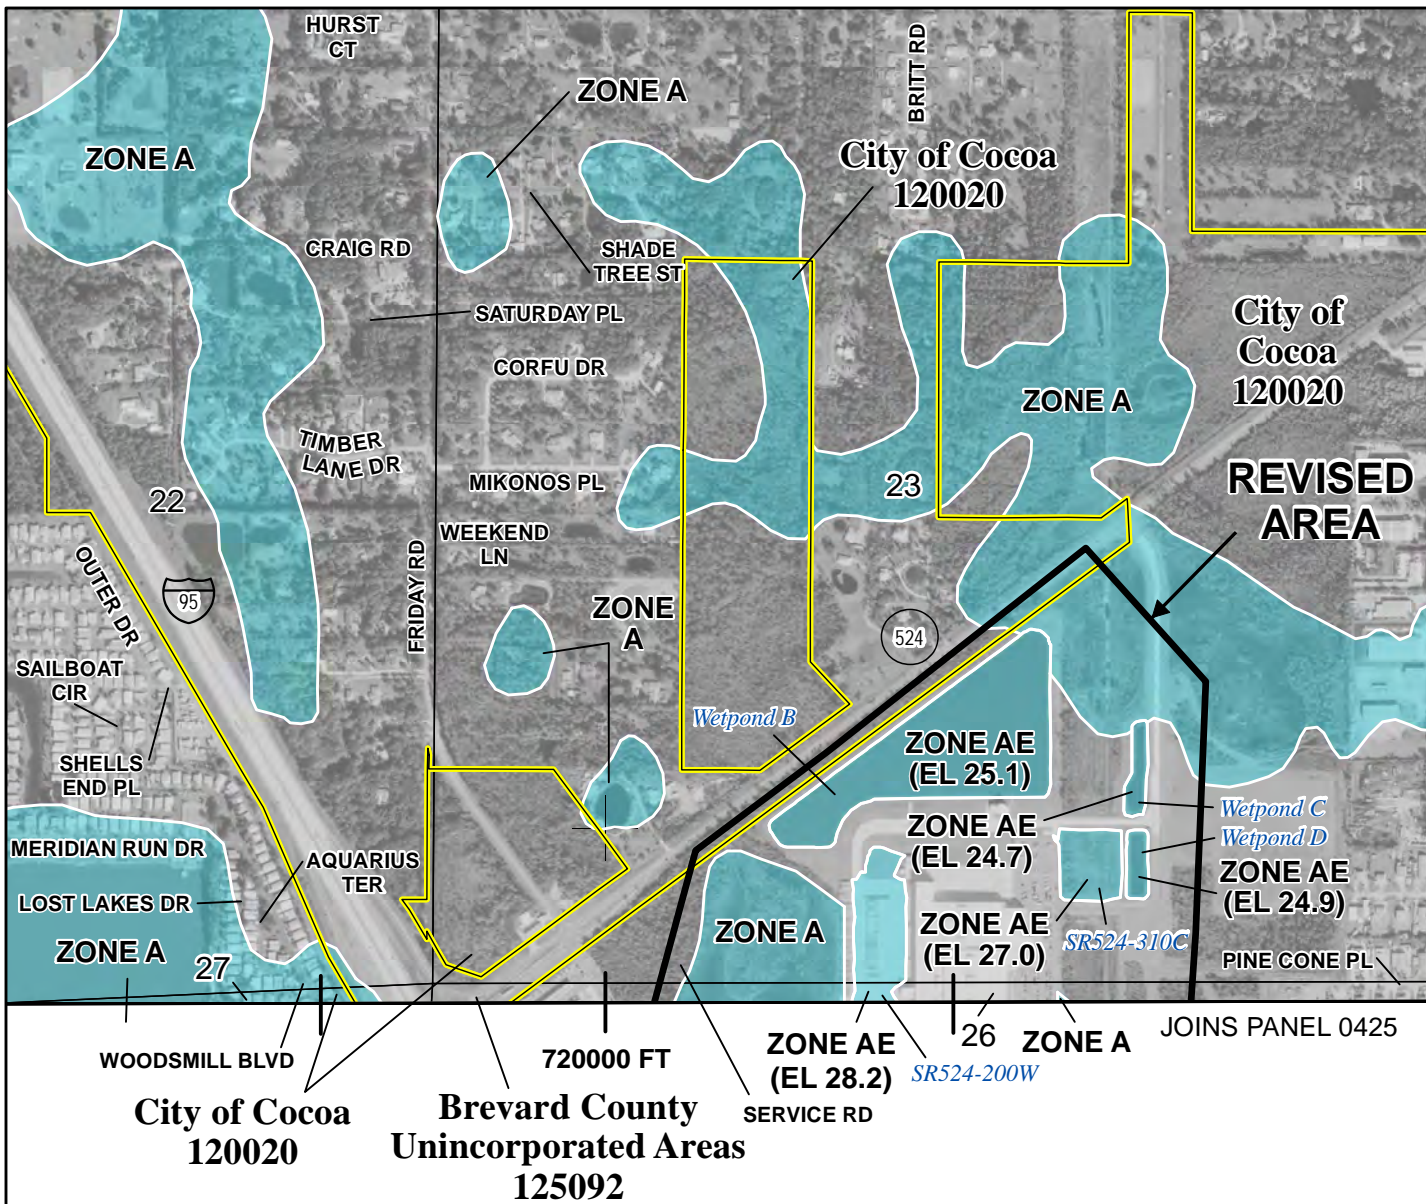 HURST
CT
ZONE A
BRITT RD
ZONE A
City of Cocoa
120020
CRAIG RD
SHADE
TREE ST
SATURDAY PL
City of
Cocoa
120020
CORFU DR
ZONE A
TIMBER
LANE DR
MIKONOS PL
22
23
REVISED
AREA
WEEKEND
LN
OUTER DR
FRIDAY RD
95
ZONE
A
524
SAILBOAT
CIR
Wetpond B
ZONE AE
(EL 25.1)
SHELLS
END PL
Wetpond C
ZONE AE
(EL 24.7)
Wetpond D
MERIDIAN RUN DR
AQUARIUS
TER
ZONE AE
(EL 24.9)
LOST LAKES DR
ZONE A
ZONE AE
(EL 27.0)
SR524-310C
ZONE A
27
PINE CONE PL
WOODSMILL BLVD
720000 FT
ZONE AE
(EL 28.2)
SR524-200W
26
ZONE A
JOINS PANEL 0425
City of Cocoa
120020
Brevard County
Unincorporated Areas
125092
SERVICE RD